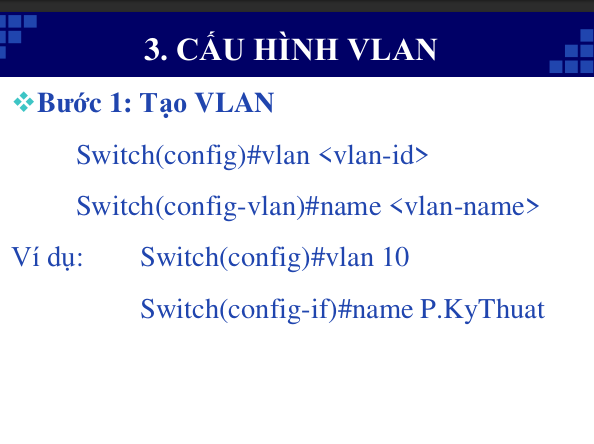 3. CẤU HÌNH VLAN
Bước 1: Tạo VLAN
Switch(config)#vlan <vlan-id>
Switch(config-vlan)#name <vlan-name>
Ví dụ: Switch(config)#vlan 10
Switch(config-if)#name P.KyThuat